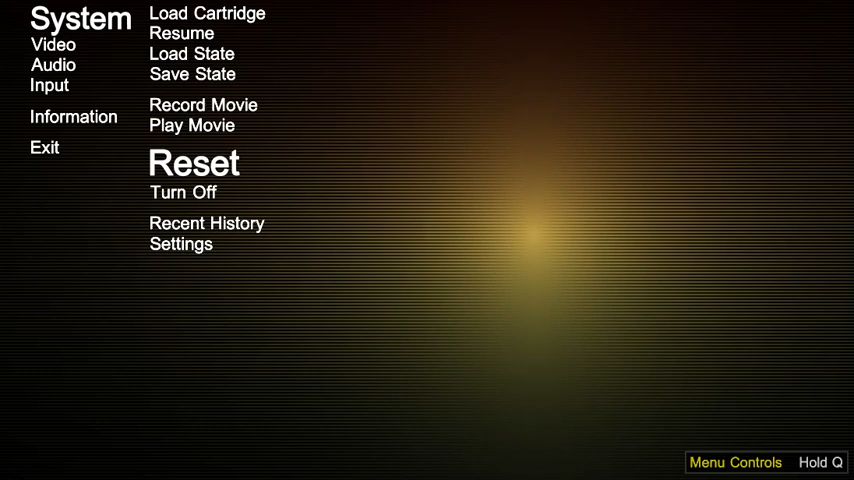 System
Video
Audio
Input
Information
Exit
Load Cartridge
Resume
Load State
Save State
Record Movie
Play Movie
Reset
Turn Off
Recent History
Settings
Menu Controls Hold Q